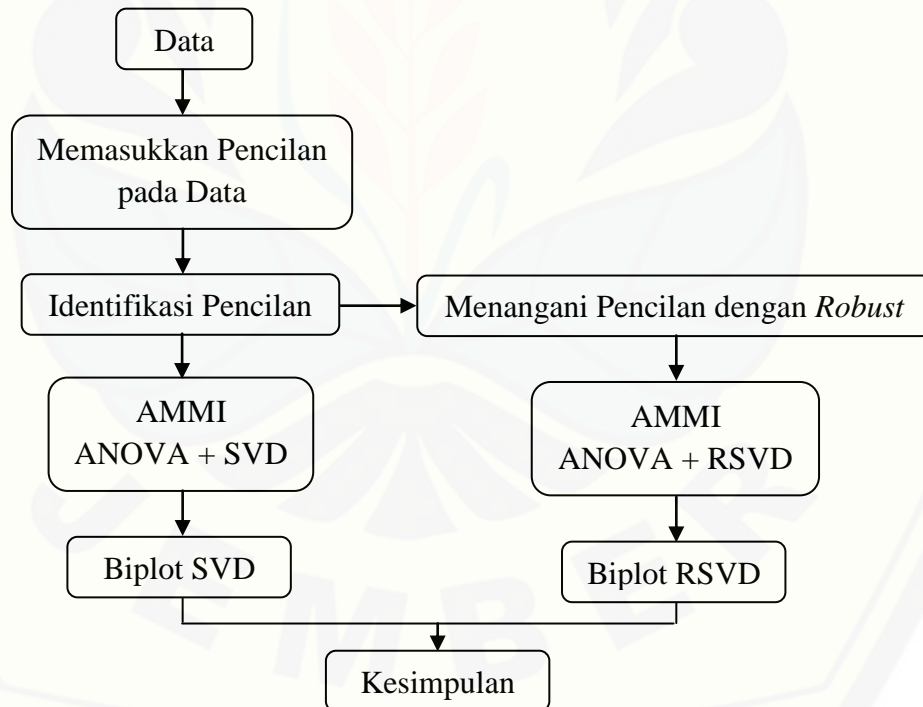 Data
Memasukkan Pencilan
pada Data
Identifikasi Pencilan
Menangani Pencilan dengan Robust
AMMI
ANOVA + SVD
AMMI
ANOVA + RSVD
Biplot SVD
Biplot RSVD
Kesimpulan
JEMBER